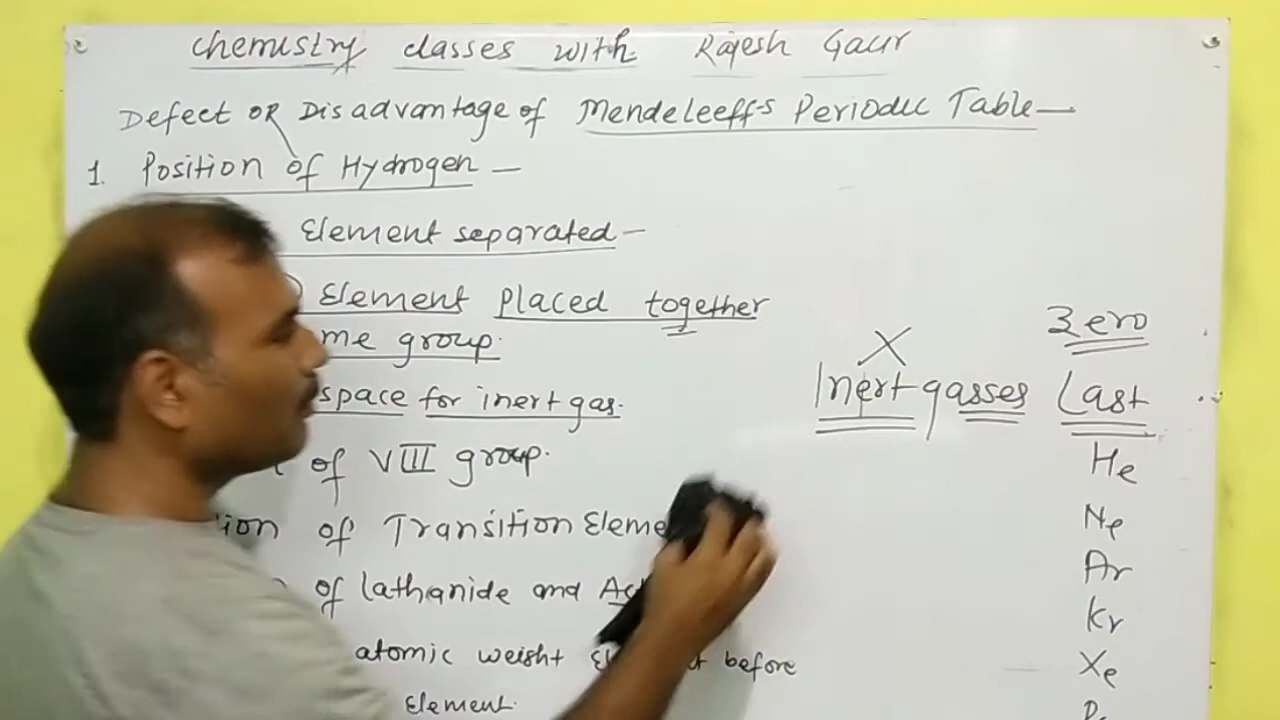 Chemistry classes with Rajesh Gaur
Defect OR Disadvantage of Mendeleeff's Periodic Table —
1. Position of Hydrogen —
Element separated —
Element placed together
me group.
space for inert gas.
of VIII group.
ion of Transition Eleme
of lathanide and Ac
atomic weight before
Element.
Zero
X
Inert gasses Last
He
Ne
Ar
Kr
Xe